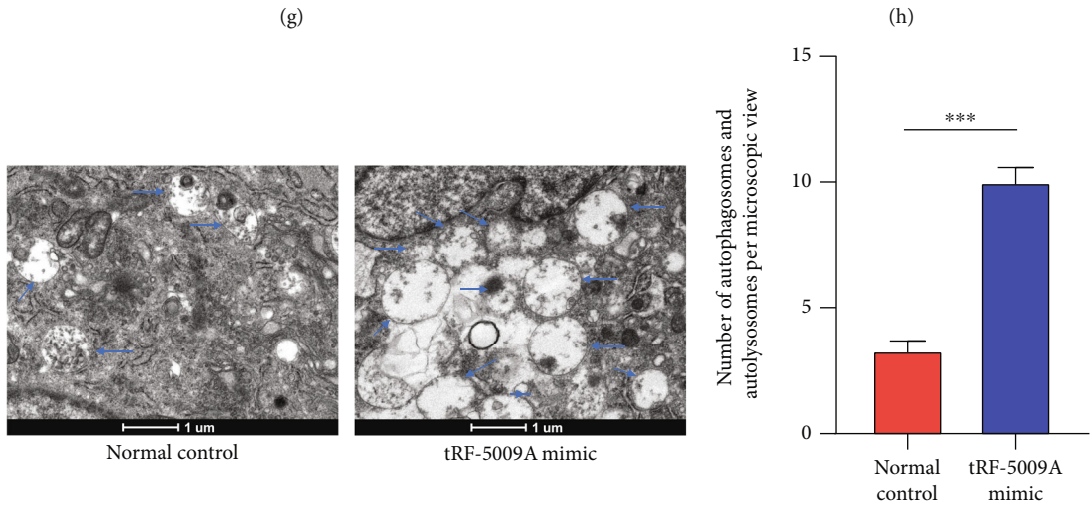 (g)
1 um
Normal control
1 um
tRF-5009A mimic
(h)
Number of autophagosomes and
autolysosomes per microscopic view
15
10
5
0
***
Normal
control
tRF-5009A
mimic